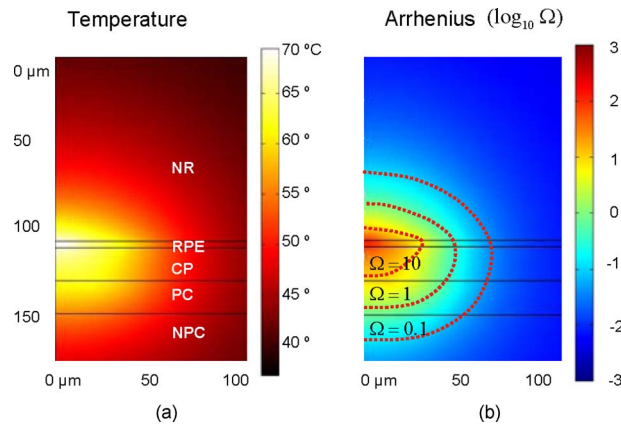 Temperature
Arrhenius (log₁₀ Ω)
0 µm
50
100
150
NR
RPE
CP
PC
NPC
0 µm
50
100
70 ºC
65 º
60 º
55 º
50 º
45 º
40 º
(a)
Ω = 10
Ω = 1
Ω = 0.1
0 µm
50
100
3
2
1
0
-1
-2
-3
(b)